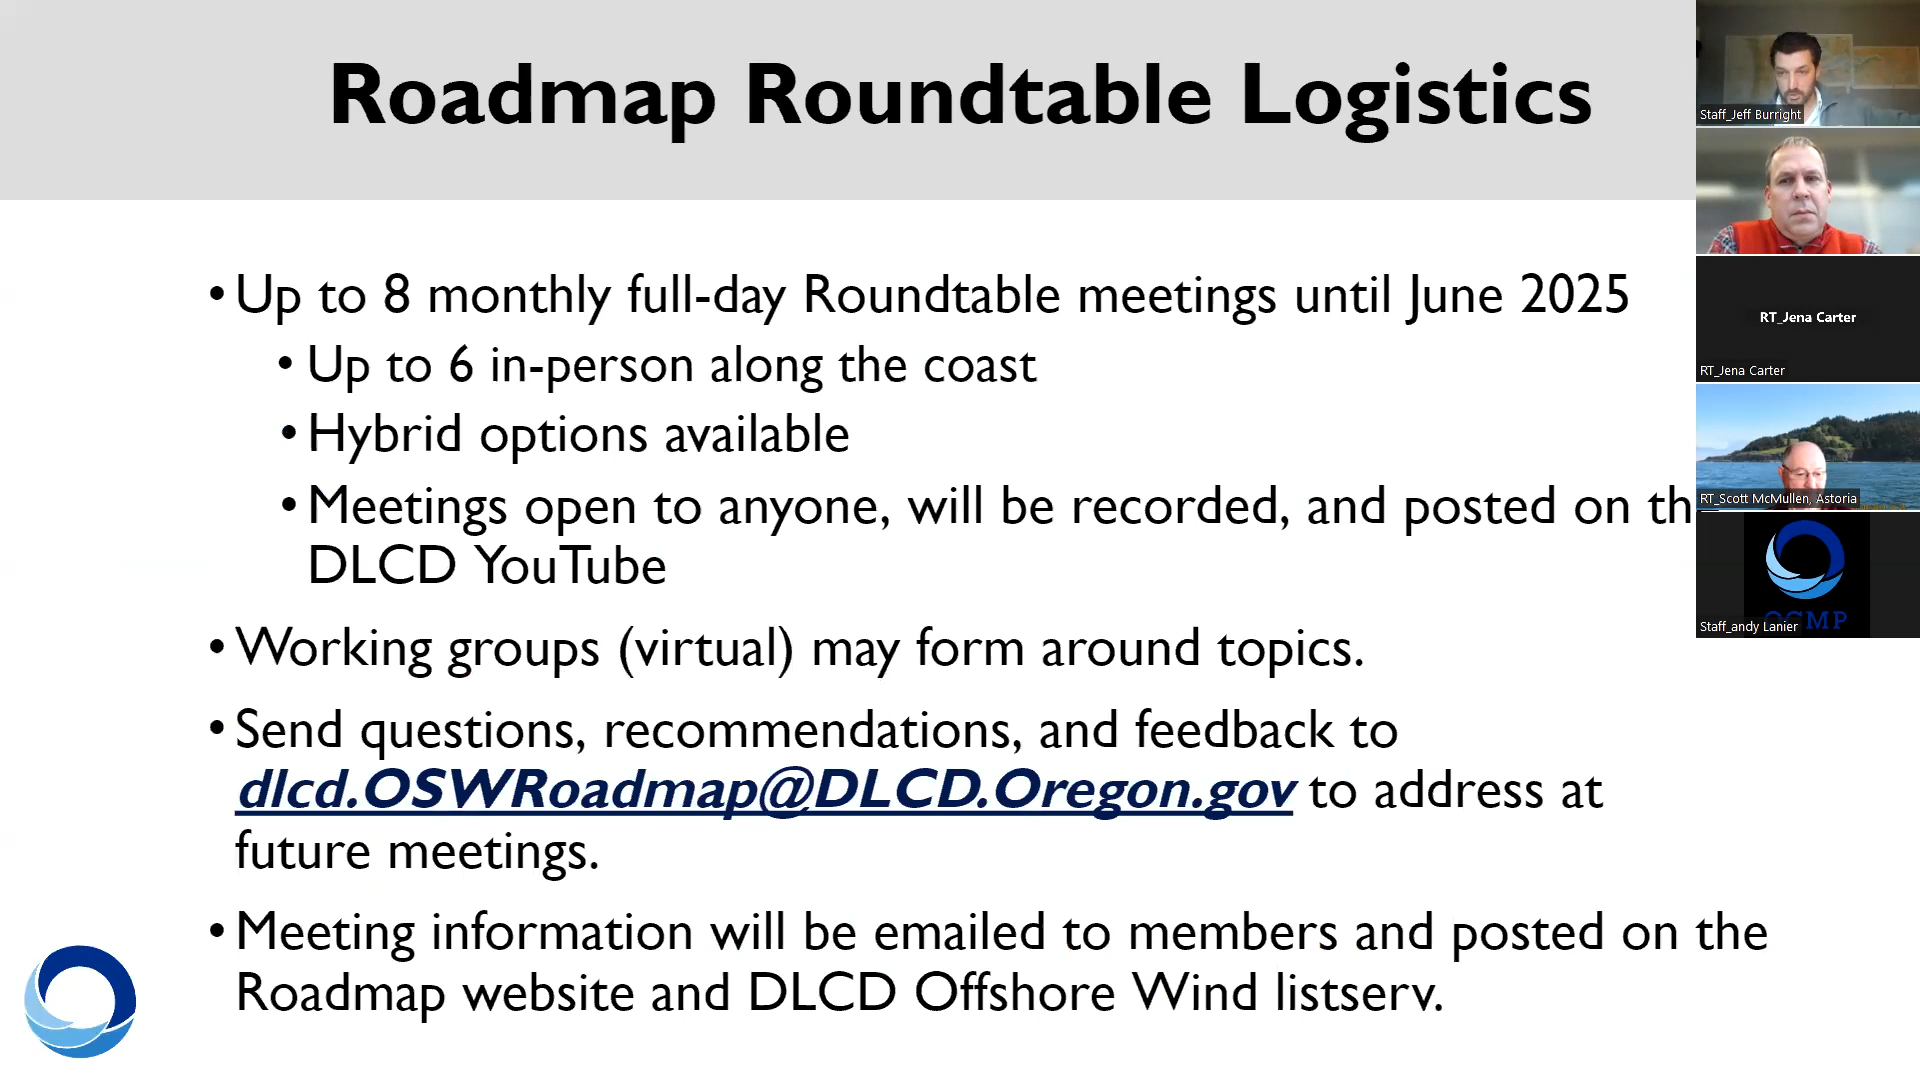 Roadmap Roundtable Logistics
• Up to 8 monthly full-day Roundtable meetings until June 2025
• Up to 6 in-person along the coast
• Hybrid options available
• Meetings open to anyone, will be recorded, and posted on th
DLCD YouTube
• Working groups (virtual) may form around topics.
• Send questions, recommendations, and feedback to
dlcd.OSWRoadmap@DLCD.Oregon.gov to address at
future meetings.
• Meeting information will be emailed to members and posted on the
Roadmap website and DLCD Offshore Wind listserv.
Staff_Jeff Burright
RT_Jena Carter
RT_Jena Carter
RT_Scott McMullen, Astoria
OCMP
Staff_andy Lanier